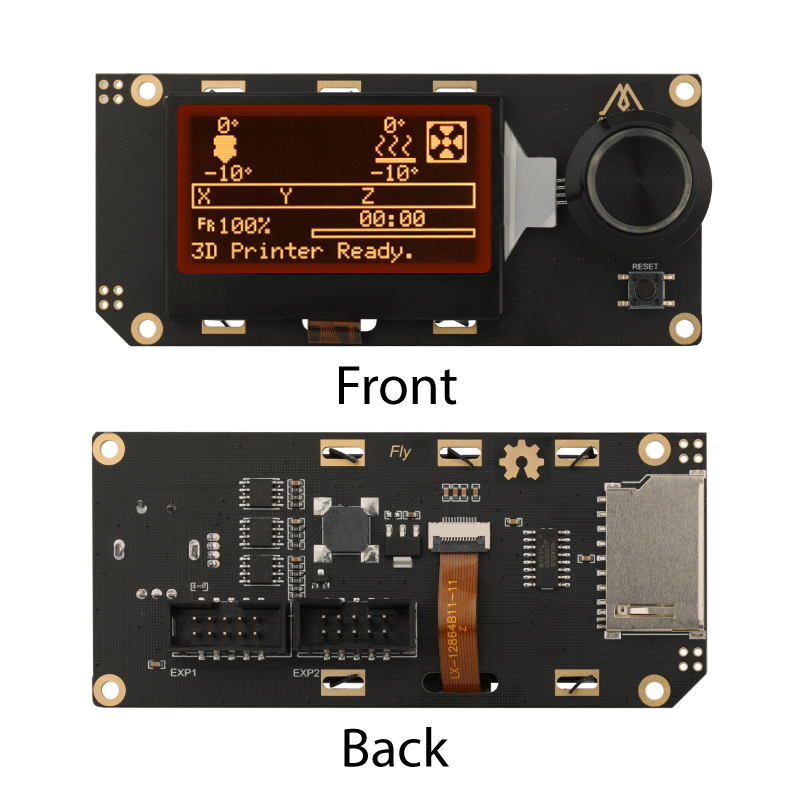 0° 0°
-10° -10°
X Y Z
FR 100% 00:00
3D Printer Ready.
RESET
Front
Fly
LX-12864B11-11
Z
EXP1 EXP2
Back